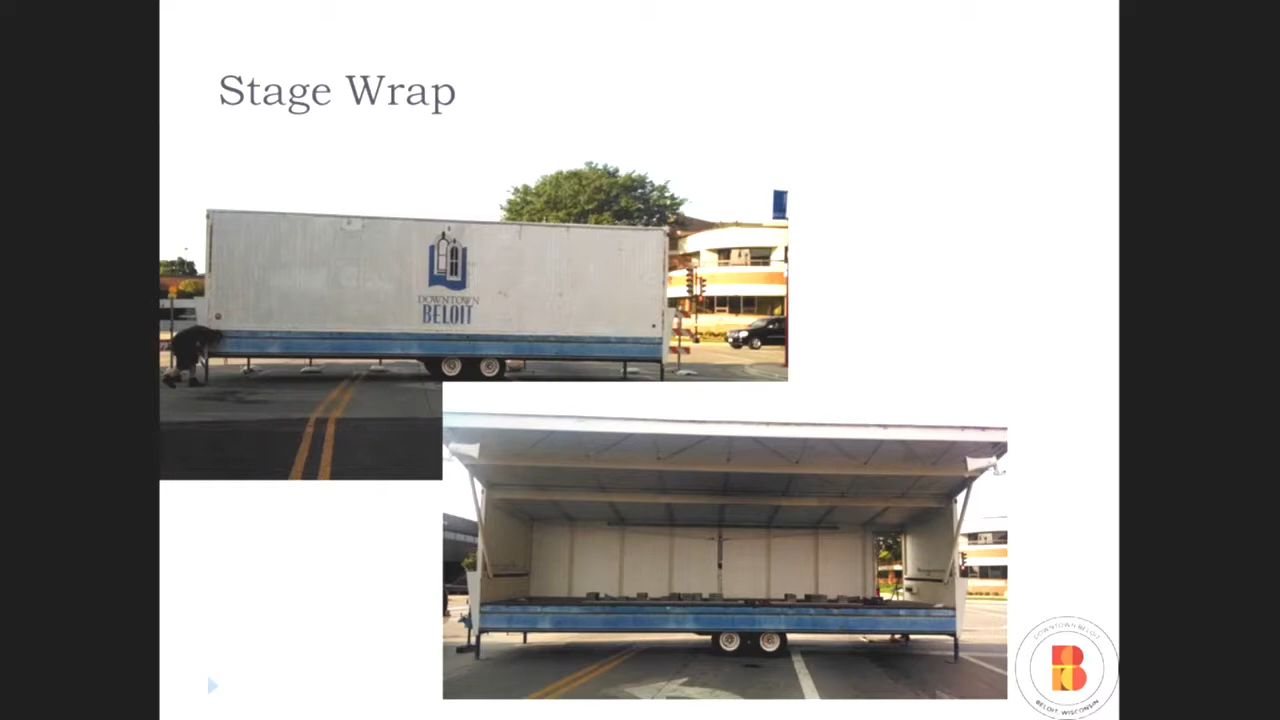 Stage Wrap
DOWNTOWN
BELOIT
DOWNTOWN BELOIT
BELOIT, WISCONSIN